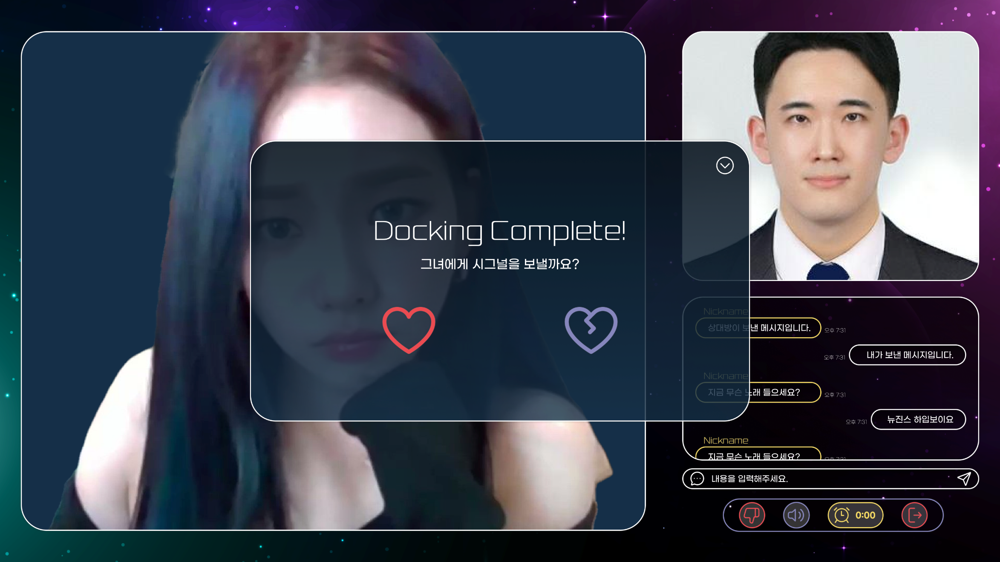 Docking Complete!
그녀에게 시그널을 보낼까요?
Nickname
상대방이 보낸 메시지입니다.
오후 7:31
오후 7:31
내가 보낸 메시지입니다.
Nickname
지금 무슨 노래 들으세요?
오후 7:31
오후 7:31
뉴진스 하입보이요
Nickname
지금 무슨 노래 들으세요?
오후 7:31
내용을 입력해주세요.
0:00